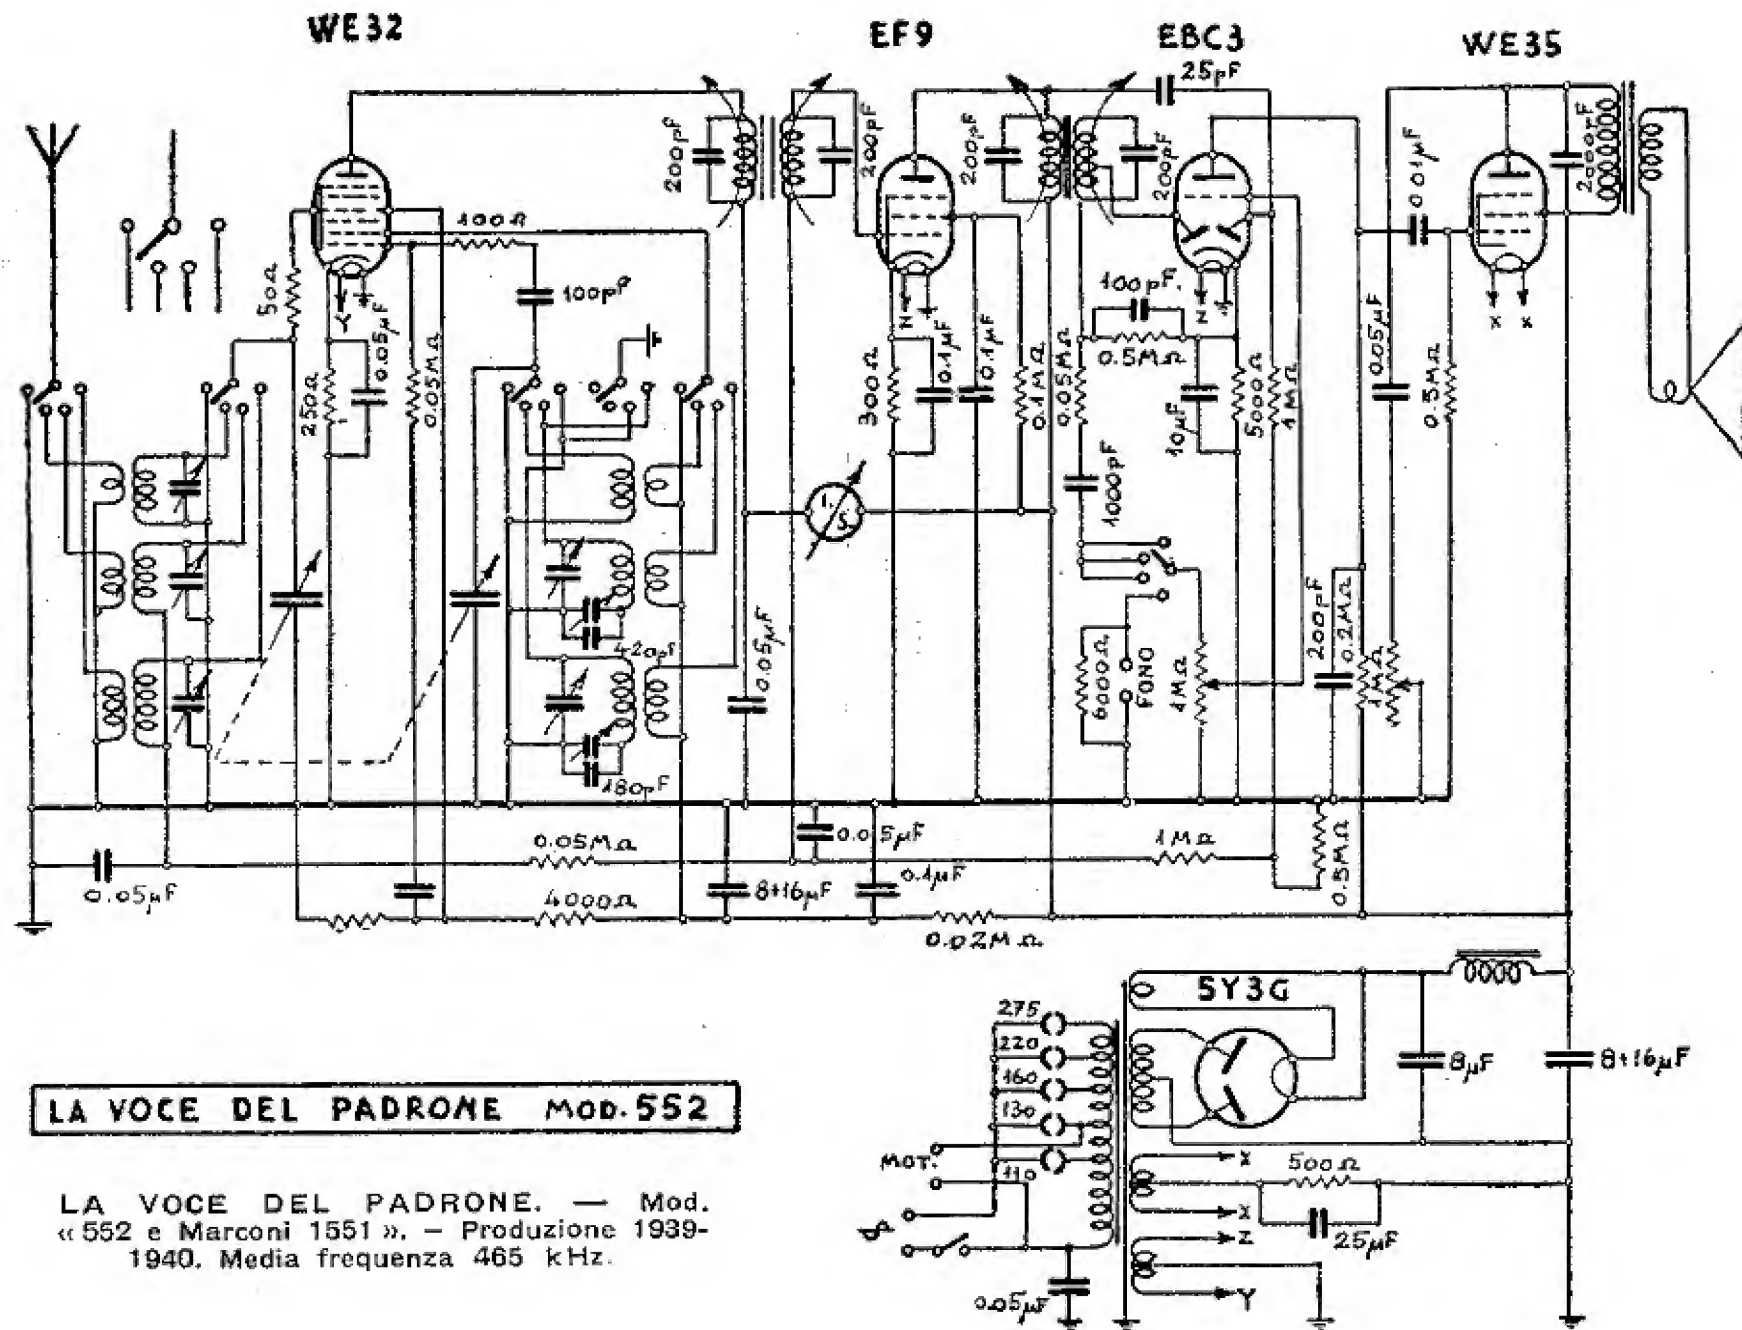 WE32
EF9
EBC3
WE35
25pF
200pF
200pF
200pF
200pF
2000pF
0.01µF
100Ω
50Ω
100pF
Y
0.05µF
250Ω
0.05MΩ
N
300Ω
0.1µF
0.1µF
0.1MΩ
0.05MΩ
100pF.
0.5MΩ
N
10µF
5000Ω
1MΩ
0.05µF
0.5MΩ
X X
1000pF
I.
S.
420pF
180pF
0.05µF
6000Ω
FONO
1MΩ
200pF
0.2MΩ
1MΩ
0.05µF
0.05MΩ
0.05µF
1MΩ
0.5MΩ
4000Ω
8+16µF
0.1µF
0.02MΩ
5Y3G
275
220
160
130
110
MOT.
8µF
8+16µF
X
500Ω
X
Z
25µF
Y
0.05µF
LA VOCE DEL PADRONE MOD. 552
LA VOCE DEL PADRONE. — Mod.
« 552 e Marconi 1551 ». – Produzione 1939-
1940. Media frequenza 465 kHz.